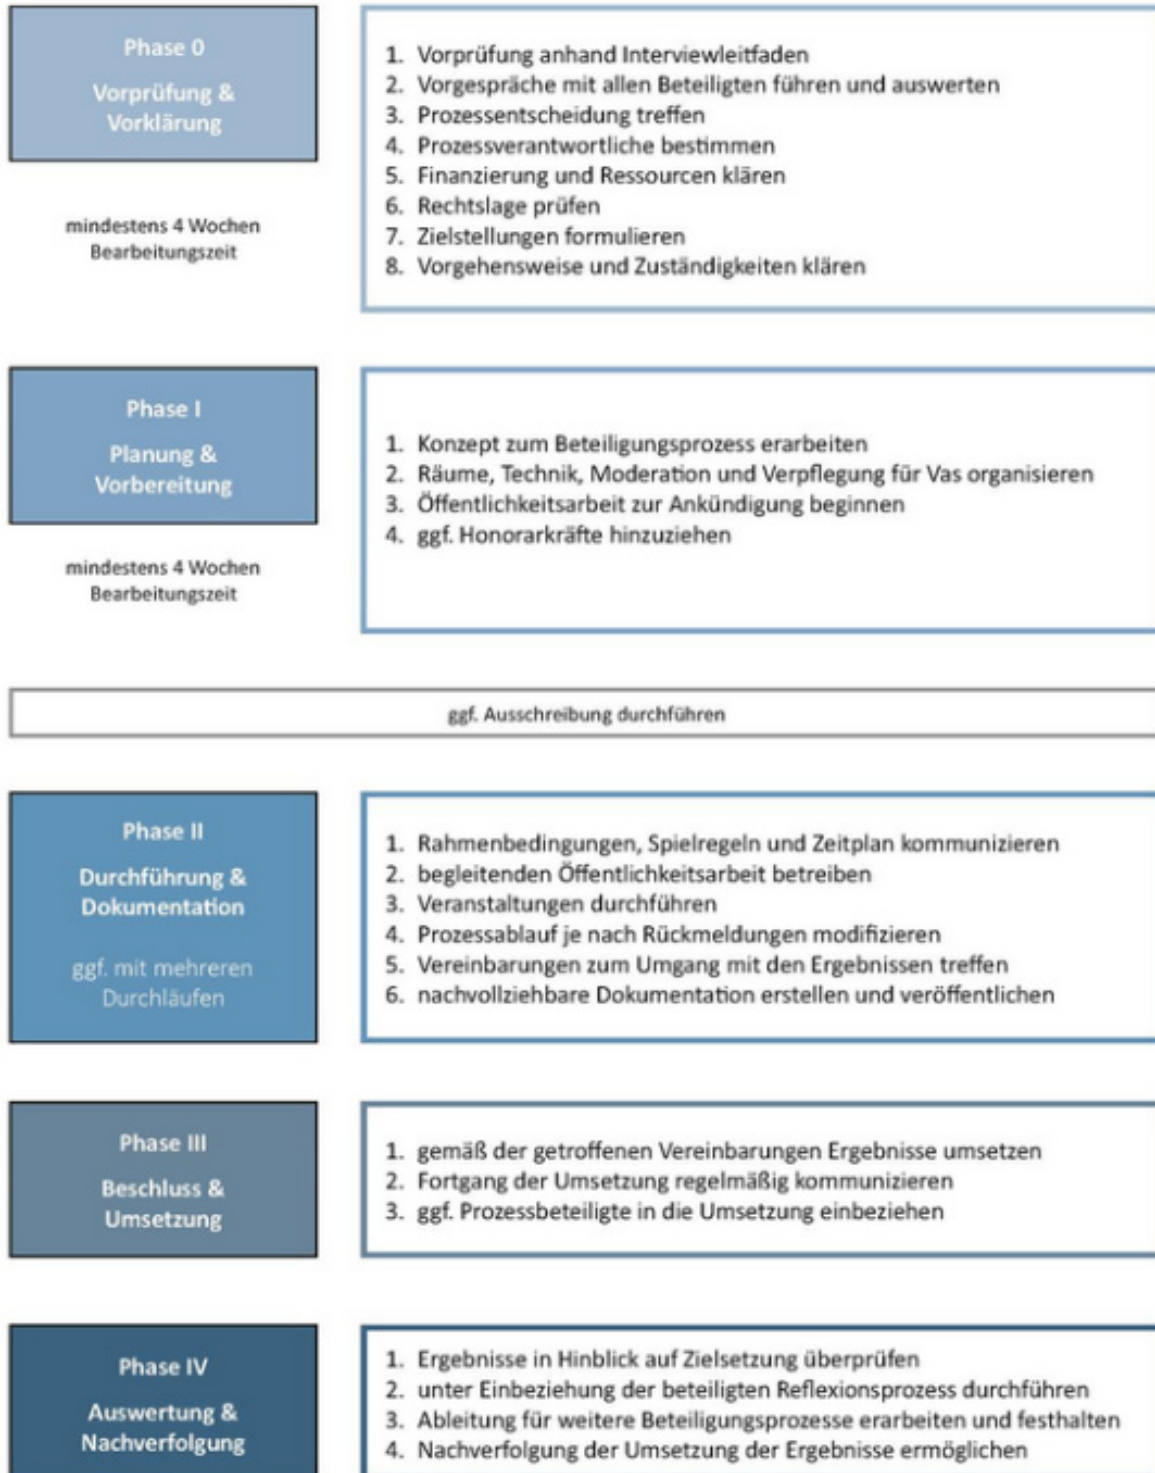 Phase 0
Vorprüfung &
Vorklärung
mindestens 4 Wochen
Bearbeitungszeit
1. Vorprüfung anhand Interviewleitfaden
2. Vorgespräche mit allen Beteiligten führen und auswerten
3. Prozessentscheidung treffen
4. Prozessverantwortliche bestimmen
5. Finanzierung und Ressourcen klären
6. Rechtslage prüfen
7. Zielstellungen formulieren
8. Vorgehensweise und Zuständigkeiten klären
Phase I
Planung &
Vorbereitung
mindestens 4 Wochen
Bearbeitungszeit
1. Konzept zum Beteiligungsprozess erarbeiten
2. Räume, Technik, Moderation und Verpflegung für Vas organisieren
3. Öffentlichkeitsarbeit zur Ankündigung beginnen
4. ggf. Honorarkräfte hinzuziehen
ggf. Ausschreibung durchführen
Phase II
Durchführung &
Dokumentation
ggf. mit mehreren
Durchläufen
1. Rahmenbedingungen, Spielregeln und Zeitplan kommunizieren
2. begleitenden Öffentlichkeitsarbeit betreiben
3. Veranstaltungen durchführen
4. Prozessablauf je nach Rückmeldungen modifizieren
5. Vereinbarungen zum Umgang mit den Ergebnissen treffen
6. nachvollziehbare Dokumentation erstellen und veröffentlichen
Phase III
Beschluss &
Umsetzung
1. gemäß der getroffenen Vereinbarungen Ergebnisse umsetzen
2. Fortgang der Umsetzung regelmäßig kommunizieren
3. ggf. Prozessbeteiligte in die Umsetzung einbeziehen
Phase IV
Auswertung &
Nachverfolgung
1. Ergebnisse in Hinblick auf Zielsetzung überprüfen
2. unter Einbeziehung der beteiligten Reflexionsprozess durchführen
3. Ableitung für weitere Beteiligungsprozesse erarbeiten und festhalten
4. Nachverfolgung der Umsetzung der Ergebnisse ermöglichen